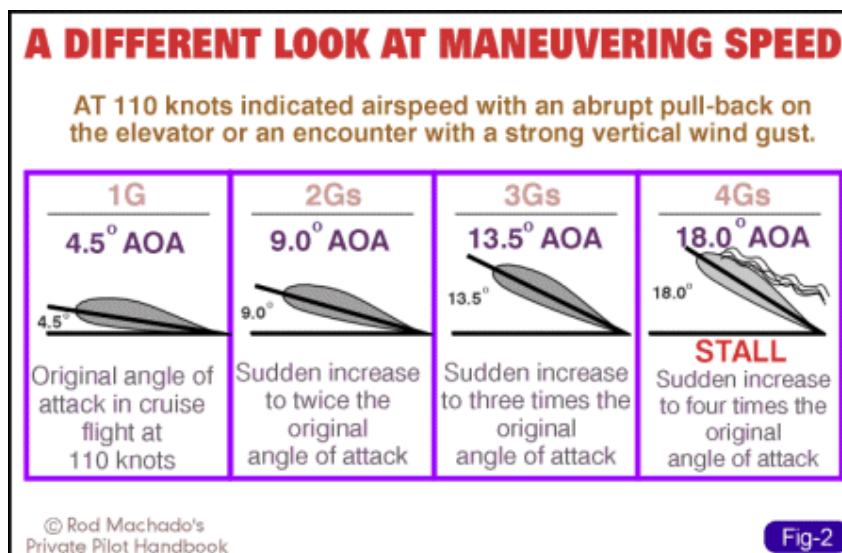 A DIFFERENT LOOK AT MANEUVERING SPEED
AT 110 knots indicated airspeed with an abrupt pull-back on
the elevator or an encounter with a strong vertical wind gust.
1G
4.5° AOA
4.5°
Original angle of
attack in cruise
flight at
110 knots
2Gs
9.0° AOA
9.0°
Sudden increase
to twice the
original
angle of attack
3Gs
13.5° AOA
13.5°
Sudden increase
to three times the
original
angle of attack
4Gs
18.0° AOA
18.0°
STALL
Sudden increase
to four times the
original
angle of attack
© Rod Machado's
Private Pilot Handbook
Fig-2